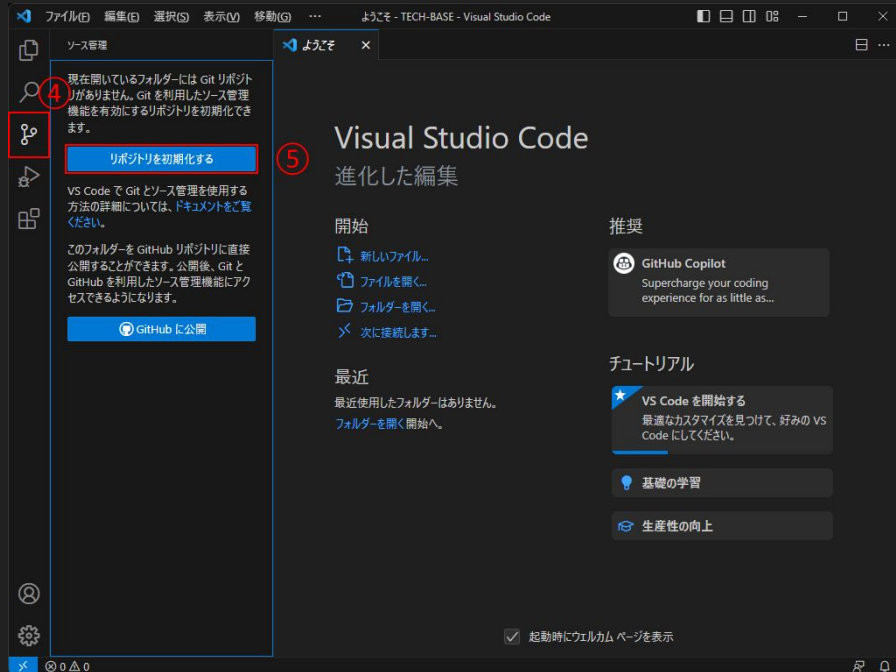 ファイル(F) 編集(E) 選択(S) 表示(V) 移動(G) … ようこそ - TECH-BASE - Visual Studio Code
ソース管理
ようこそ
現在開いているフォルダーには Git リポジト
リがありません。Git を利用したソース管理
機能を有効にするリポジトリを初期化でき
ます。
④
リポジトリを初期化する
⑤
VS Code で Git とソース管理を使用する
方法の詳細については、ドキュメントをご覧
ください。
このフォルダーを GitHub リポジトリに直接
公開することができます。公開後、Git と
GitHub を利用したソース管理機能にアク
セスできるようになります。
GitHub に公開
Visual Studio Code
進化した編集
開始
新しいファイル...
ファイルを開く...
フォルダーを開く...
次に接続します...
最近
最近使用したフォルダーはありません。
フォルダーを開く開始へ。
推奨
GitHub Copilot
Supercharge your coding
experience for as little as...
チュートリアル
VS Code を開始する
最適なカスタマイズを見つけて、好みの VS
Code にしてください。
基礎の学習
生産性の向上
起動時にウェルカム ページを表示
0 0